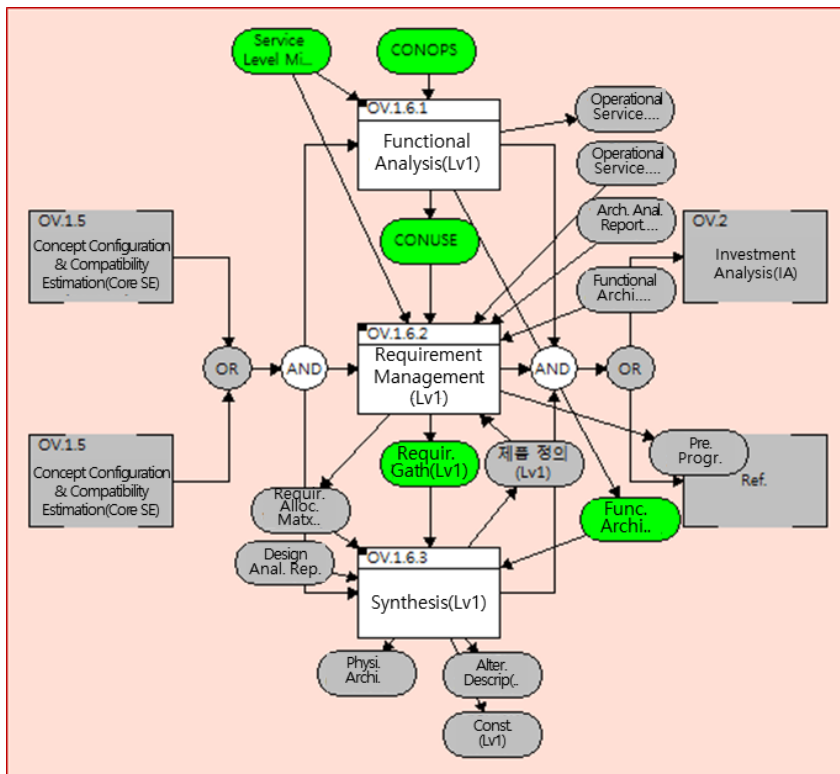 Service
Level Mi...
CONOPS
OV.1.6.1
Functional
Analysis(Lv1)
Operational
Service....
Operational
Service....
Arch. Anal.
Report....
Functional
Archi....
CONUSE
OV.1.5
Concept Configuration
& Compatibility
Estimation(Core SE)
OV.2
Investment
Analysis(IA)
OV.1.6.2
Requirement
Management
(Lv1)
OR
AND
AND
OR
OV.1.5
Concept Configuration
& Compatibility
Estimation(Core SE)
Requir.
Gath(Lv1)
제품 정의
(Lv1)
Pre.
Progr.
Ref.
Requir.
Alloc.
Matx..
Func.
Archi..
Design
Anal. Rep.
OV.1.6.3
Synthesis(Lv1)
Physi.
Archi.
Alter.
Descrip(..
Const.
(Lv1)